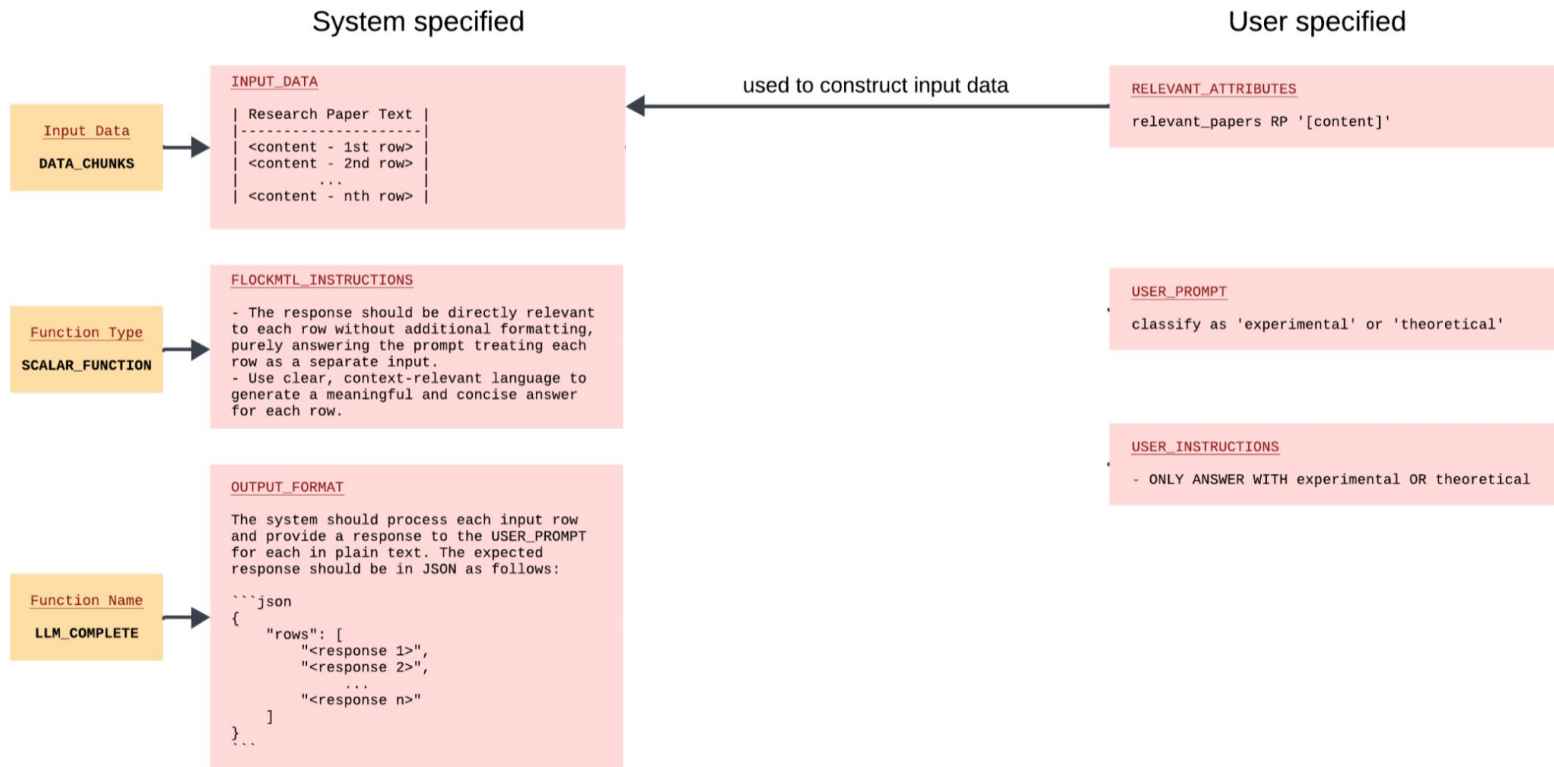 System specified
User specified
Input Data
DATA_CHUNKS
INPUT_DATA
| Research Paper Text |
|---------------------|
| <content - 1st row> |
| <content - 2nd row> |
| ... |
| <content - nth row> |
used to construct input data
RELEVANT_ATTRIBUTES
relevant_papers RP '[content]'
Function Type
SCALAR_FUNCTION
FLOCKMTL_INSTRUCTIONS
- The response should be directly relevant
to each row without additional formatting,
purely answering the prompt treating each
row as a separate input.
- Use clear, context-relevant language to
generate a meaningful and concise answer
for each row.
USER_PROMPT
classify as 'experimental' or 'theoretical'
USER_INSTRUCTIONS
- ONLY ANSWER WITH experimental OR theoretical
Function Name
LLM_COMPLETE
OUTPUT_FORMAT
The system should process each input row
and provide a response to the USER_PROMPT
for each in plain text. The expected
response should be in JSON as follows:
```json
{
"rows": [
"<response 1>",
"<response 2>",
...
"<response n>"
]
}
```